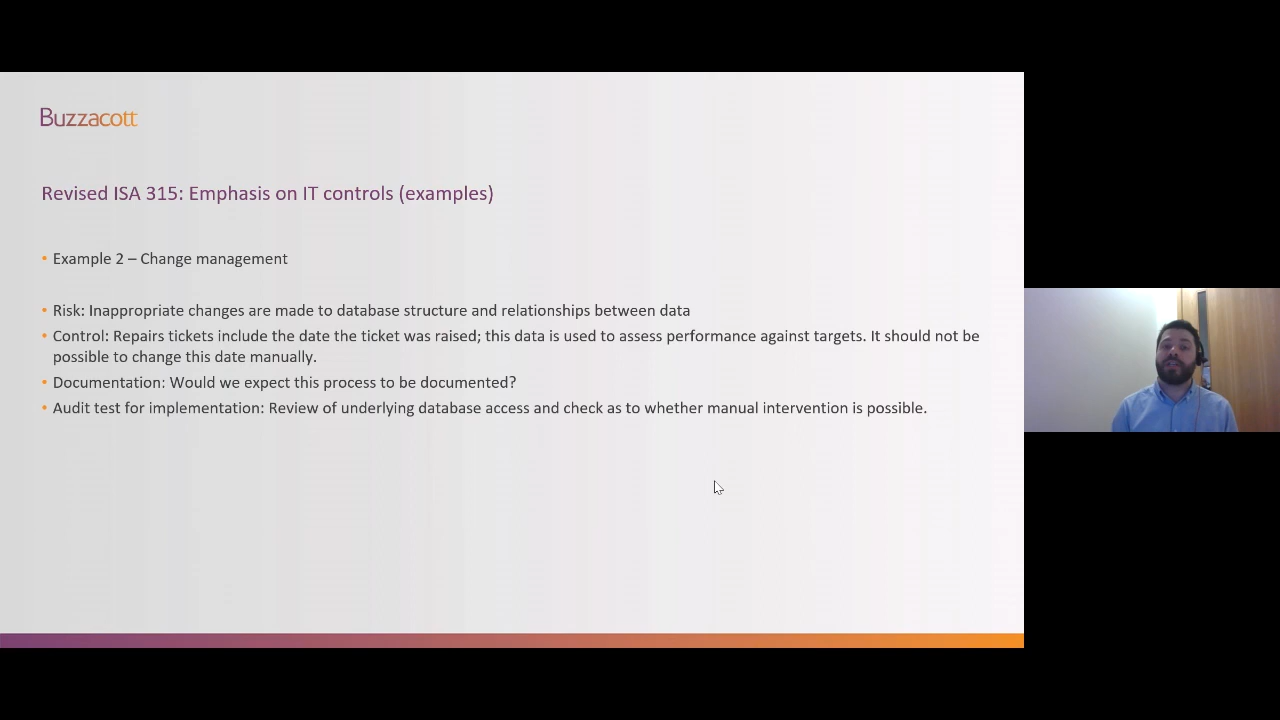 Buzzacott
Revised ISA 315: Emphasis on IT controls (examples)
• Example 2 – Change management
• Risk: Inappropriate changes are made to database structure and relationships between data
• Control: Repairs tickets include the date the ticket was raised; this data is used to assess performance against targets. It should not be
possible to change this date manually.
• Documentation: Would we expect this process to be documented?
• Audit test for implementation: Review of underlying database access and check as to whether manual intervention is possible.